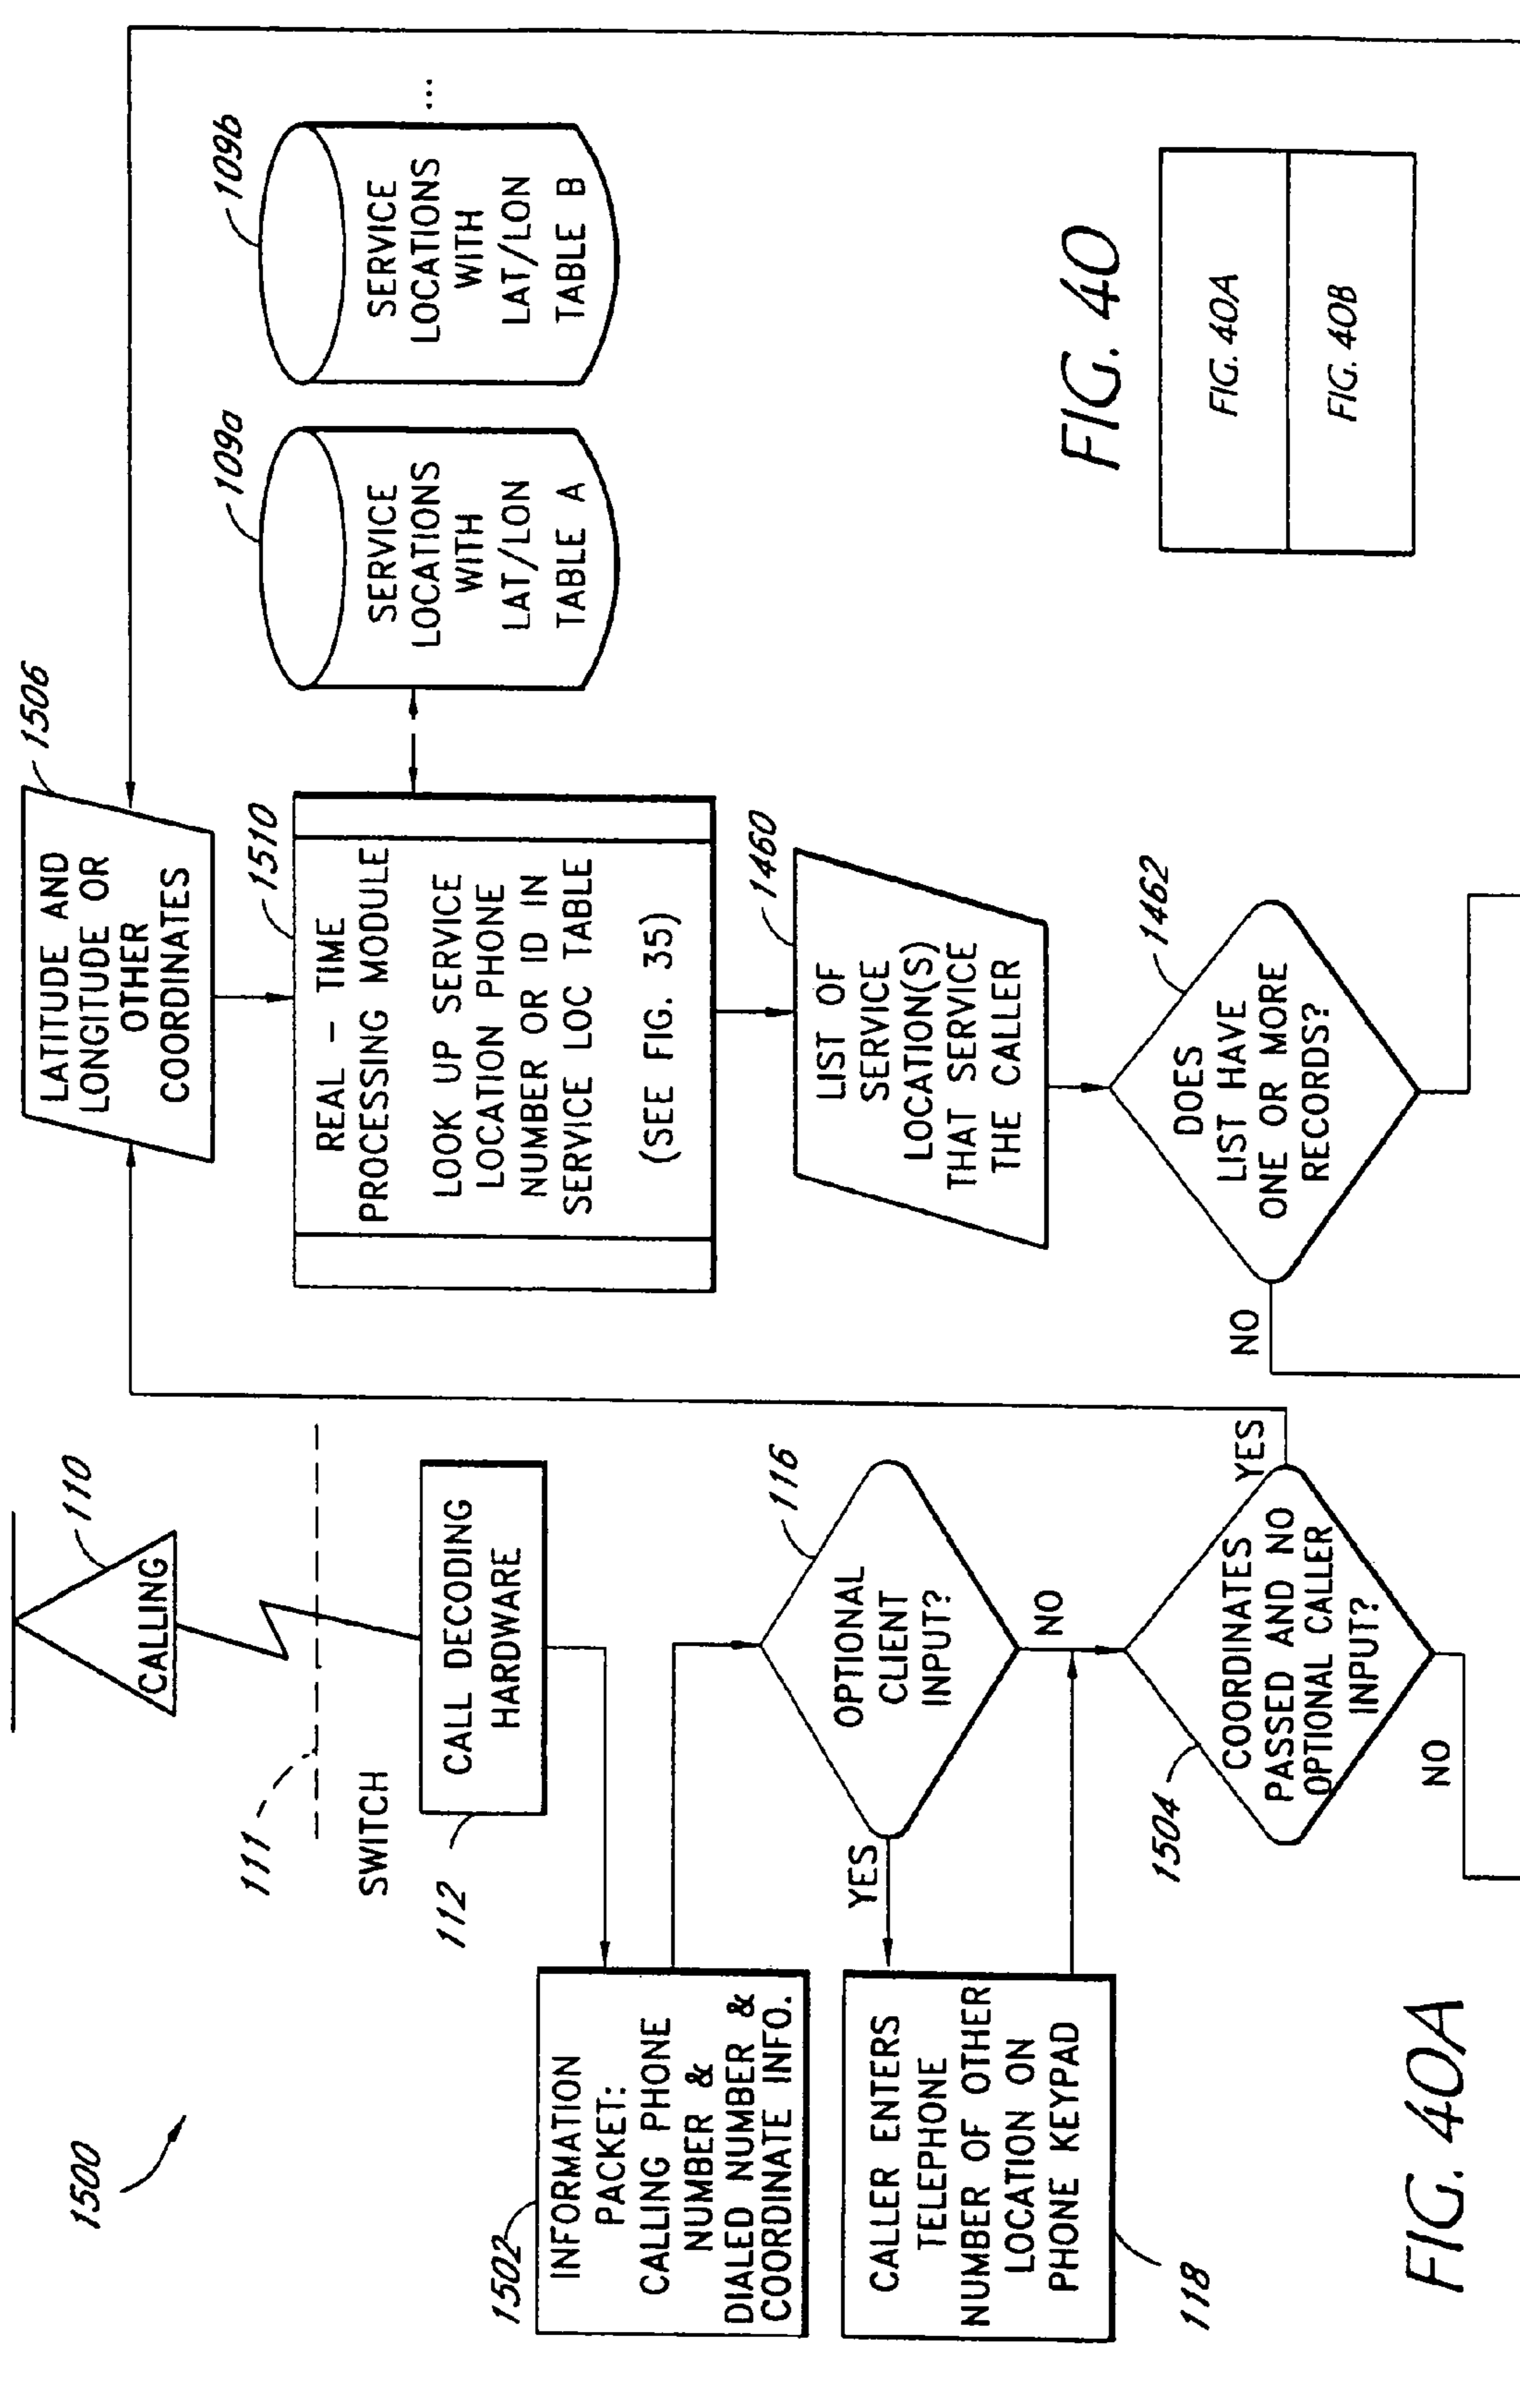 1500
110
CALLING
111
SWITCH
112
CALL DECODING
HARDWARE
1502
INFORMATION
PACKET:
CALLING PHONE
NUMBER &
DIALED NUMBER &
COORDINATE INFO.
116
OPTIONAL
CLIENT
INPUT?
YES
NO
CALLER ENTERS
TELEPHONE
NUMBER OF OTHER
LOCATION ON
PHONE KEYPAD
118
1504
COORDINATES
PASSED AND NO
OPTIONAL CALLER
INPUT?
YES
NO
1506
LATITUDE AND
LONGITUDE OR
OTHER
COORDINATES
1510
REAL - TIME
PROCESSING MODULE
LOOK UP SERVICE
LOCATION PHONE
NUMBER OR ID IN
SERVICE LOC TABLE
(SEE FIG. 35)
109a
SERVICE
LOCATIONS
WITH
LAT/LON
TABLE A
109b
SERVICE
LOCATIONS
WITH
LAT/LON
TABLE B
...
1460
LIST OF
SERVICE
LOCATION(S)
THAT SERVICE
THE CALLER
1462
DOES
LIST HAVE
ONE OR MORE
RECORDS?
NO
FIG. 40
FIG. 40A
FIG. 40B
FIG. 40A